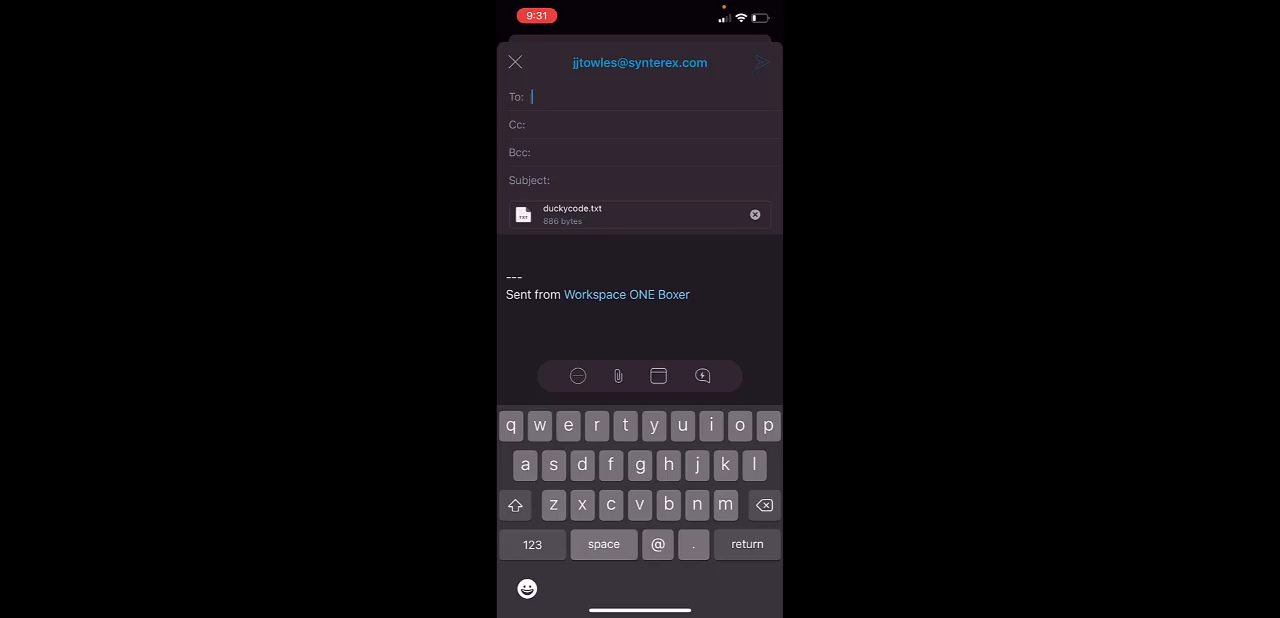 9:31
jjtowles@synterex.com
To:
Cc:
Bcc:
Subject:
TXT
duckycode.txt
886 bytes
---
Sent from Workspace ONE Boxer
q w e r t y u i o p
a s d f g h j k l
z x c v b n m
123 space @ . return